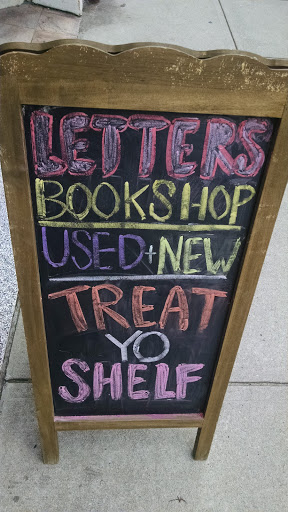 LETTERS
BOOKSHOP
USED + NEW
TREAT
YO
SHELF